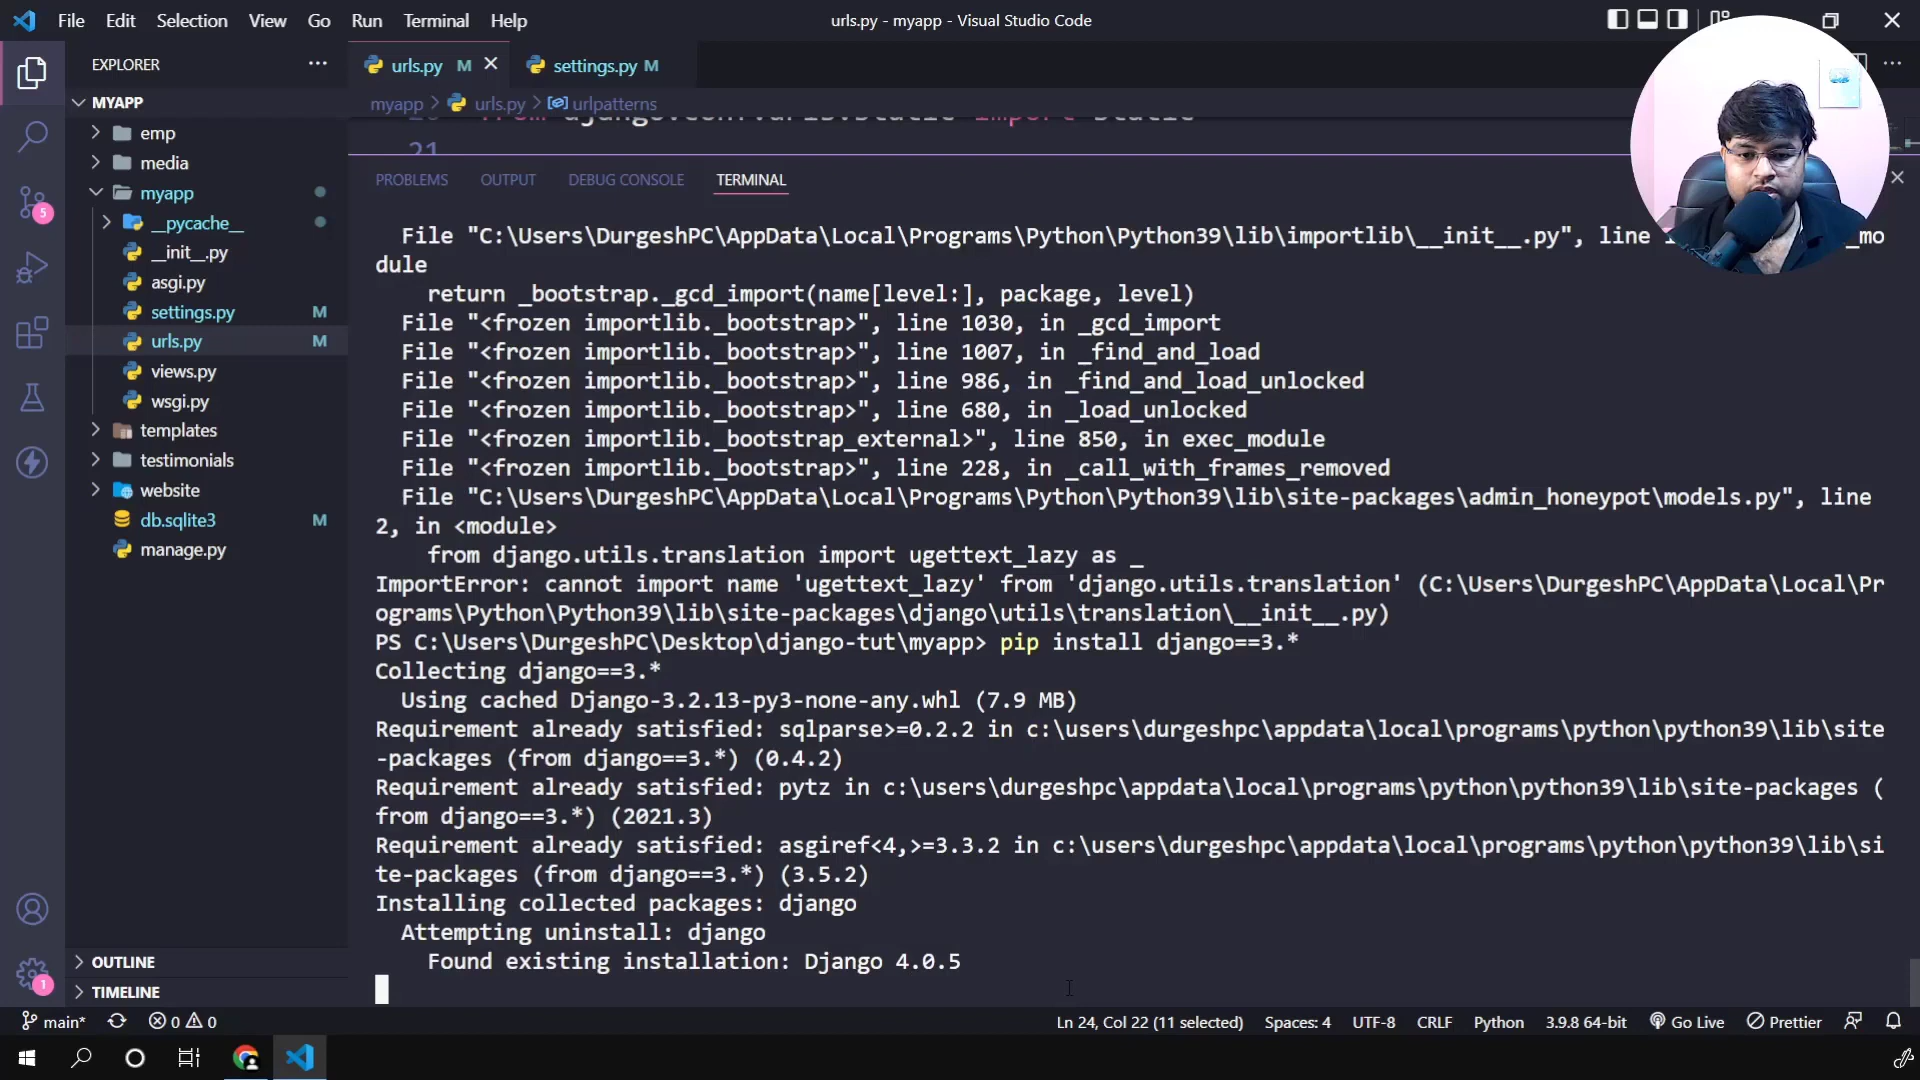 File Edit Selection View Go Run Terminal Help
urls.py - myapp - Visual Studio Code
EXPLORER
urls.py M
settings.py M
MYAPP
myapp > urls.py > urlpatterns
21
PROBLEMS OUTPUT DEBUG CONSOLE TERMINAL
emp
media
myapp
__pycache__
__init__.py
asgi.py
settings.py M
urls.py M
views.py
wsgi.py
templates
testimonials
website
db.sqlite3 M
manage.py
OUTLINE
TIMELINE
5
1
File "C:\Users\DurgeshPC\AppData\Local\Programs\Python\Python39\lib\importlib\__init__.py", line
dule
return _bootstrap._gcd_import(name[level:], package, level)
File "<frozen importlib._bootstrap>", line 1030, in _gcd_import
File "<frozen importlib._bootstrap>", line 1007, in _find_and_load
File "<frozen importlib._bootstrap>", line 986, in _find_and_load_unlocked
File "<frozen importlib._bootstrap>", line 680, in _load_unlocked
File "<frozen importlib._bootstrap_external>", line 850, in exec_module
File "<frozen importlib._bootstrap>", line 228, in _call_with_frames_removed
File "C:\Users\DurgeshPC\AppData\Local\Programs\Python\Python39\lib\site-packages\admin_honeypot\models.py", line
2, in <module>
from django.utils.translation import ugettext_lazy as _
ImportError: cannot import name 'ugettext_lazy' from 'django.utils.translation' (C:\Users\DurgeshPC\AppData\Local\Pr
ograms\Python\Python39\lib\site-packages\django\utils\translation\__init__.py)
PS C:\Users\DurgeshPC\Desktop\django-tut\myapp> pip install django==3.*
Collecting django==3.*
Using cached Django-3.2.13-py3-none-any.whl (7.9 MB)
Requirement already satisfied: sqlparse>=0.2.2 in c:\users\durgeshpc\appdata\local\programs\python\python39\lib\site
-packages (from django==3.*) (0.4.2)
Requirement already satisfied: pytz in c:\users\durgeshpc\appdata\local\programs\python\python39\lib\site-packages (
from django==3.*) (2021.3)
Requirement already satisfied: asgiref<4,>=3.3.2 in c:\users\durgeshpc\appdata\local\programs\python\python39\lib\si
te-packages (from django==3.*) (3.5.2)
Installing collected packages: django
Attempting uninstall: django
Found existing installation: Django 4.0.5
main* 0 0 Ln 24, Col 22 (11 selected) Spaces: 4 UTF-8 CRLF Python 3.9.8 64-bit Go Live Prettier